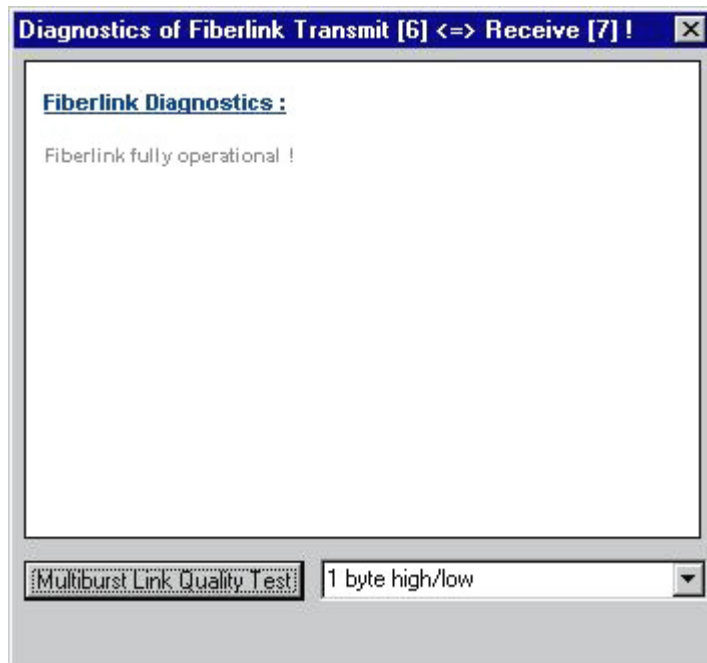 Diagnostics of Fiberlink Transmit [6] <=> Receive [7] !
Fiberlink Diagnostics :
Fiberlink fully operational !
Multiburst Link Quality Test
1 byte high/low